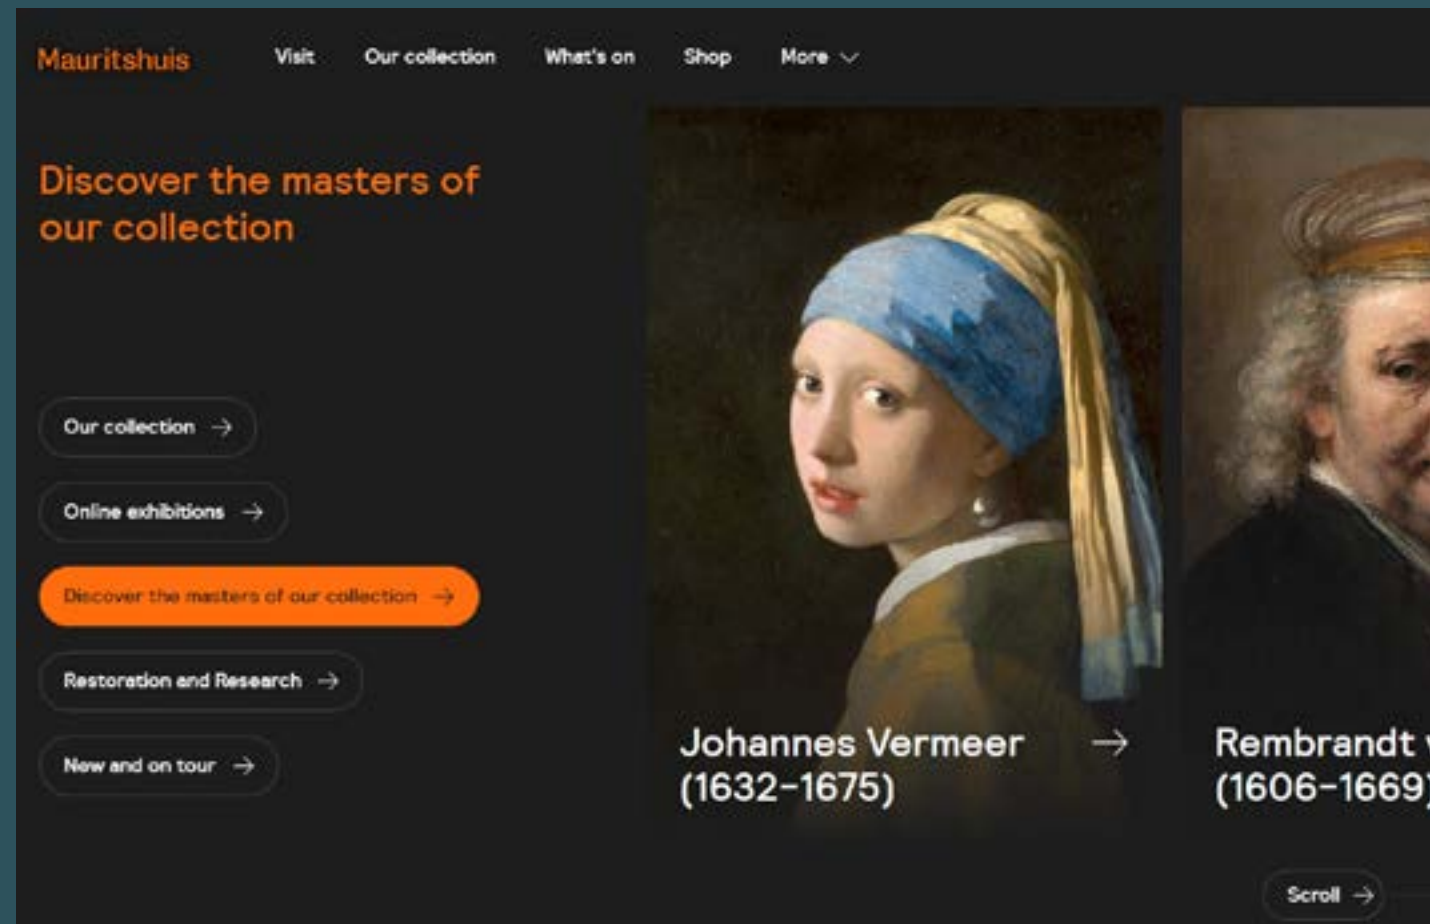 Mauritshuis
Visit
Our collection
What's on
Shop
More
Discover the masters of
our collection
Our collection
Online exhibitions
Discover the masters of our collection
Restoration and Research
New and on tour
Johannes Vermeer
(1632–1675)
Rembrandt
(1606–1669)
Scroll